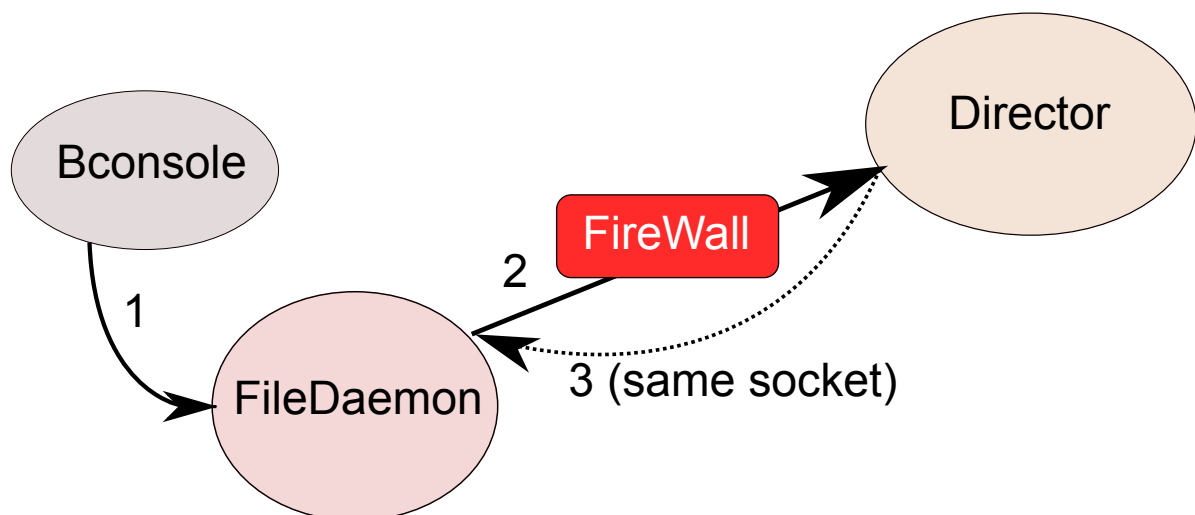 Director
Bconsole
FireWall
2
1
3 (same socket)
FileDaemon